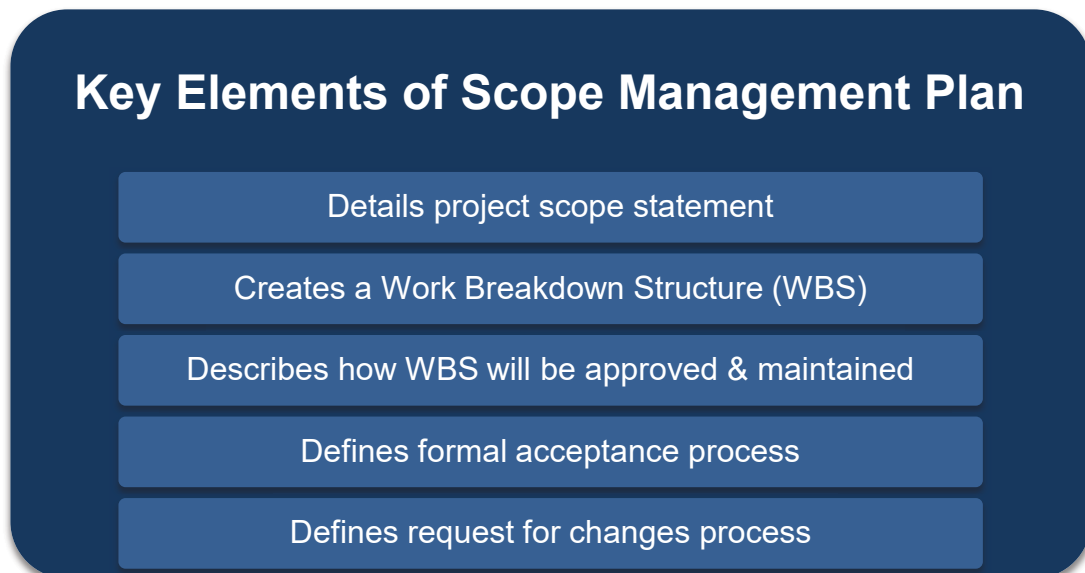 Key Elements of Scope Management Plan
Details project scope statement
Creates a Work Breakdown Structure (WBS)
Describes how WBS will be approved & maintained
Defines formal acceptance process
Defines request for changes process